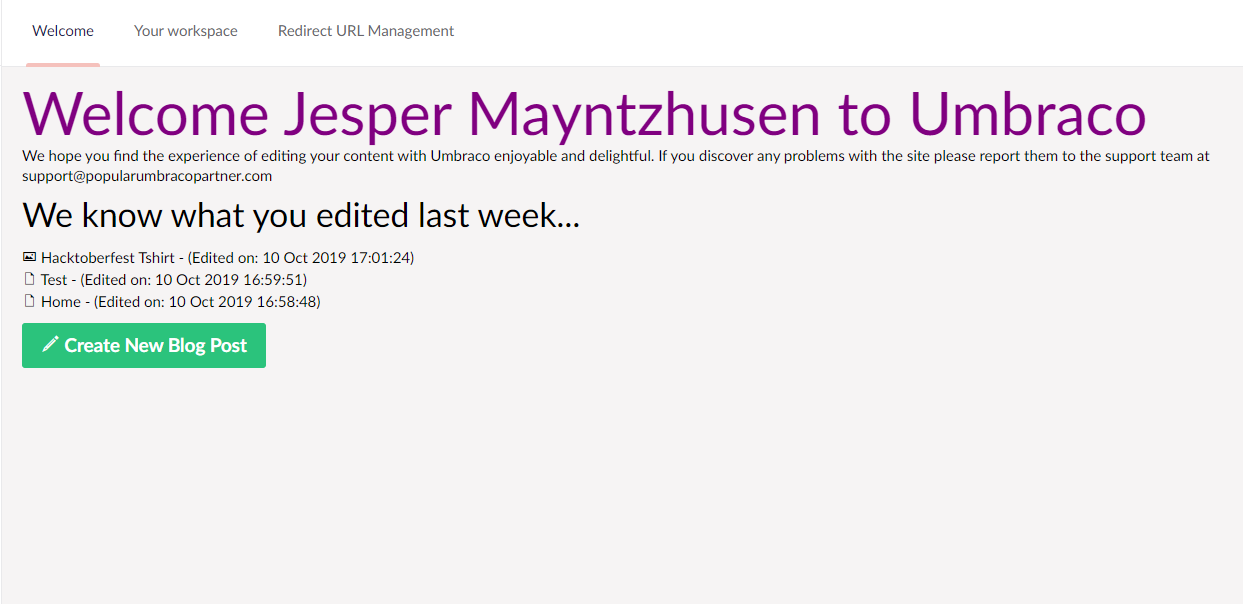 Welcome
Your workspace
Redirect URL Management
Welcome Jesper Mayntzhusen to Umbraco
We hope you find the experience of editing your content with Umbraco enjoyable and delightful. If you discover any problems with the site please report them to the support team at
support@popularumbracopartner.com
We know what you edited last week...
Hacktoberfest Tshirt - (Edited on: 10 Oct 2019 17:01:24)
Test - (Edited on: 10 Oct 2019 16:59:51)
Home - (Edited on: 10 Oct 2019 16:58:48)
Create New Blog Post